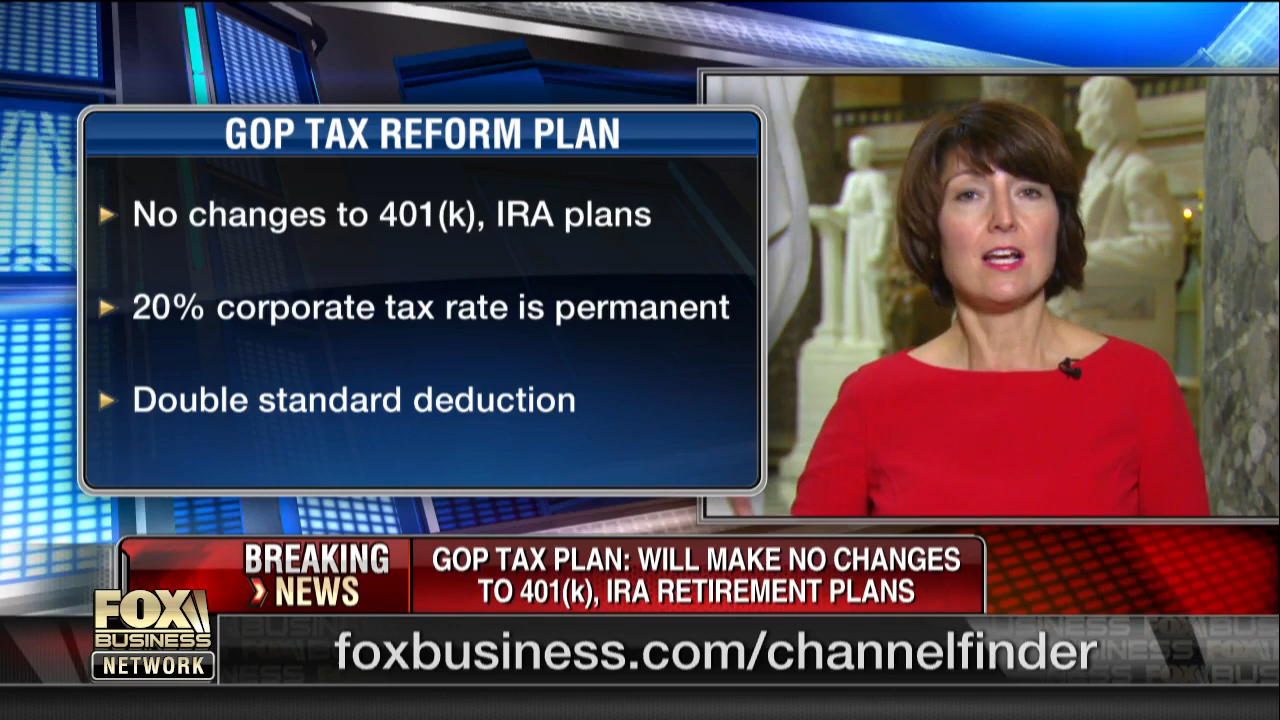 GOP TAX REFORM PLAN
No changes to 401(k), IRA plans
20% corporate tax rate is permanent
Double standard deduction
BREAKING
NEWS
GOP TAX PLAN: WILL MAKE NO CHANGES
TO 401(k), IRA RETIREMENT PLANS
FOX
BUSINESS
NETWORK
foxbusiness.com/channelfinder